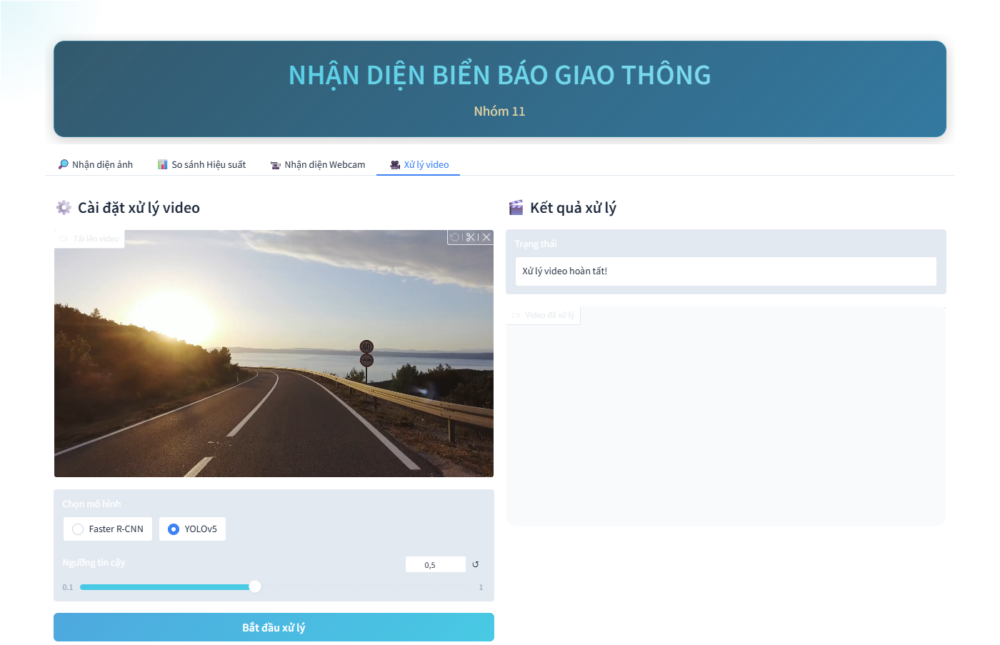 NHẬN DIỆN BIỂN BÁO GIAO THÔNG
Nhóm 11
Nhận diện ảnh
So sánh Hiệu suất
Nhận diện Webcam
Xử lý video
Cài đặt xử lý video
Tải lên video
60
Chọn mô hình
Faster R-CNN
YOLOv5
Ngưỡng tin cậy
0,5
0.1
1
Bắt đầu xử lý
Kết quả xử lý
Trạng thái
Xử lý video hoàn tất!
Video đã xử lý